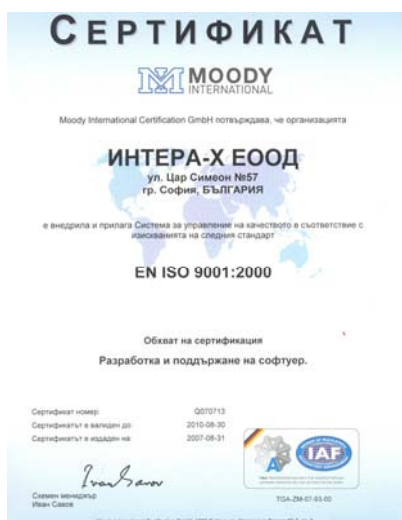 СЕРТИФИКАТ
MOODY
INTERNATIONAL
Moody International Certification GmbH потвърждава, че организацията
ИНТЕРА-Х ЕООД
ул. Цар Симеон №57
гр. София, БЪЛГАРИЯ
е внедрила и прилага Система за управление на качеството в съответствие с
изискванията на следния стандарт
EN ISO 9001:2000
Обхват на сертификация
Разработка и поддържане на софтуер.
Сертификат номер: Q070713
Сертификатът е валиден до: 2010-08-30
Сертификатът е издаден на: 2007-08-31
IAF
Схемен мениджър
Иван Савов
TGA-ZM-07-93-00